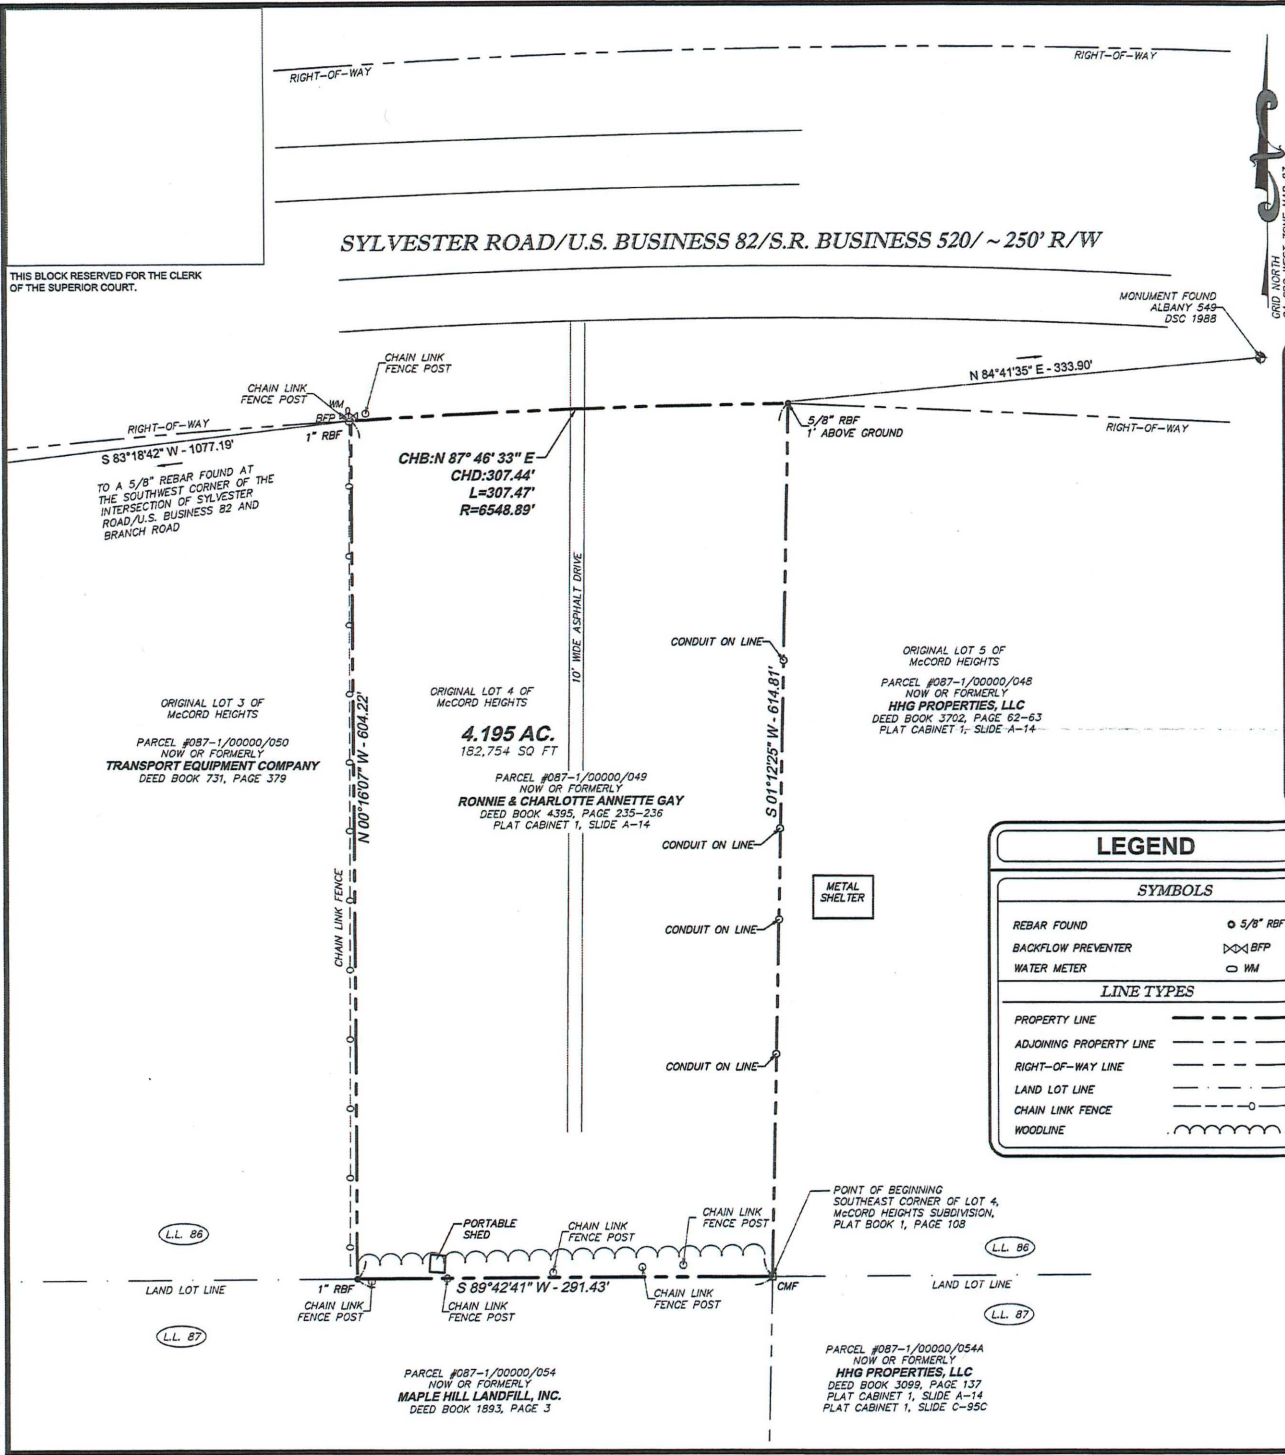 RIGHT-OF-WAY
RIGHT-OF-WAY
SYLVESTER ROAD/U.S. BUSINESS 82/S.R. BUSINESS 520/ ~ 250' R/W
THIS BLOCK RESERVED FOR THE CLERK
OF THE SUPERIOR COURT.
GRID NORTH
MONUMENT FOUND
ALBANY 549
DSC 1988
N 84°41'35" E - 333.90'
CHAIN LINK
FENCE POST
CHAIN LINK
FENCE POST
WM
BFP
1" RBF
RIGHT-OF-WAY
S 83°18'42" W - 1077.19'
TO A 5/8" REBAR FOUND AT
THE SOUTHWEST CORNER OF THE
INTERSECTION OF SYLVESTER
ROAD/U.S. BUSINESS 82 AND
BRANCH ROAD
CHB:N 87° 46' 33" E
CHD:307.44'
L=307.47'
R=6548.89'
5/8" RBF
1' ABOVE GROUND
RIGHT-OF-WAY
10' WIDE ASPHALT DRIVE
CONDUIT ON LINE
ORIGINAL LOT 3 OF
McCORD HEIGHTS
PARCEL #087-1/00000/050
NOW OR FORMERLY
TRANSPORT EQUIPMENT COMPANY
DEED BOOK 731, PAGE 379
N 00°16'07" W - 604.22'
CHAIN LINK FENCE
ORIGINAL LOT 4 OF
McCORD HEIGHTS
4.195 AC.
182,754 SQ FT
PARCEL #087-1/00000/049
NOW OR FORMERLY
RONNIE & CHARLOTTE ANNETTE GAY
DEED BOOK 4395, PAGE 235-236
PLAT CABINET 1, SLIDE A-14
S 01°12'25" W - 614.81'
ORIGINAL LOT 5 OF
McCORD HEIGHTS
PARCEL #087-1/00000/048
NOW OR FORMERLY
HHG PROPERTIES, LLC
DEED BOOK 3702, PAGE 62-63
PLAT CABINET 1, SLIDE A-14
CONDUIT ON LINE
METAL
SHELTER
CONDUIT ON LINE
CONDUIT ON LINE
LEGEND
SYMBOLS
REBAR FOUND 5/8" RBF
BACKFLOW PREVENTER BFP
WATER METER WM
LINE TYPES
PROPERTY LINE
ADJOINING PROPERTY LINE
RIGHT-OF-WAY LINE
LAND LOT LINE
CHAIN LINK FENCE
WOODLINE
POINT OF BEGINNING
SOUTHEAST CORNER OF LOT 4,
McCORD HEIGHTS SUBDIVISION,
PLAT BOOK 1, PAGE 108
PORTABLE
SHED
CHAIN LINK
FENCE POST
CHAIN LINK
FENCE POST
L.L. 86
L.L. 86
LAND LOT LINE
1" RBF
S 89°42'41" W - 291.43'
CMF
LAND LOT LINE
CHAIN LINK
FENCE POST
CHAIN LINK
FENCE POST
CHAIN LINK
FENCE POST
L.L. 87
L.L. 87
PARCEL #087-1/00000/054
NOW OR FORMERLY
MAPLE HILL LANDFILL, INC.
DEED BOOK 1893, PAGE 3
PARCEL #087-1/00000/054A
NOW OR FORMERLY
HHG PROPERTIES, LLC
DEED BOOK 3099, PAGE 137
PLAT CABINET 1, SLIDE A-14
PLAT CABINET 1, SLIDE C-95C